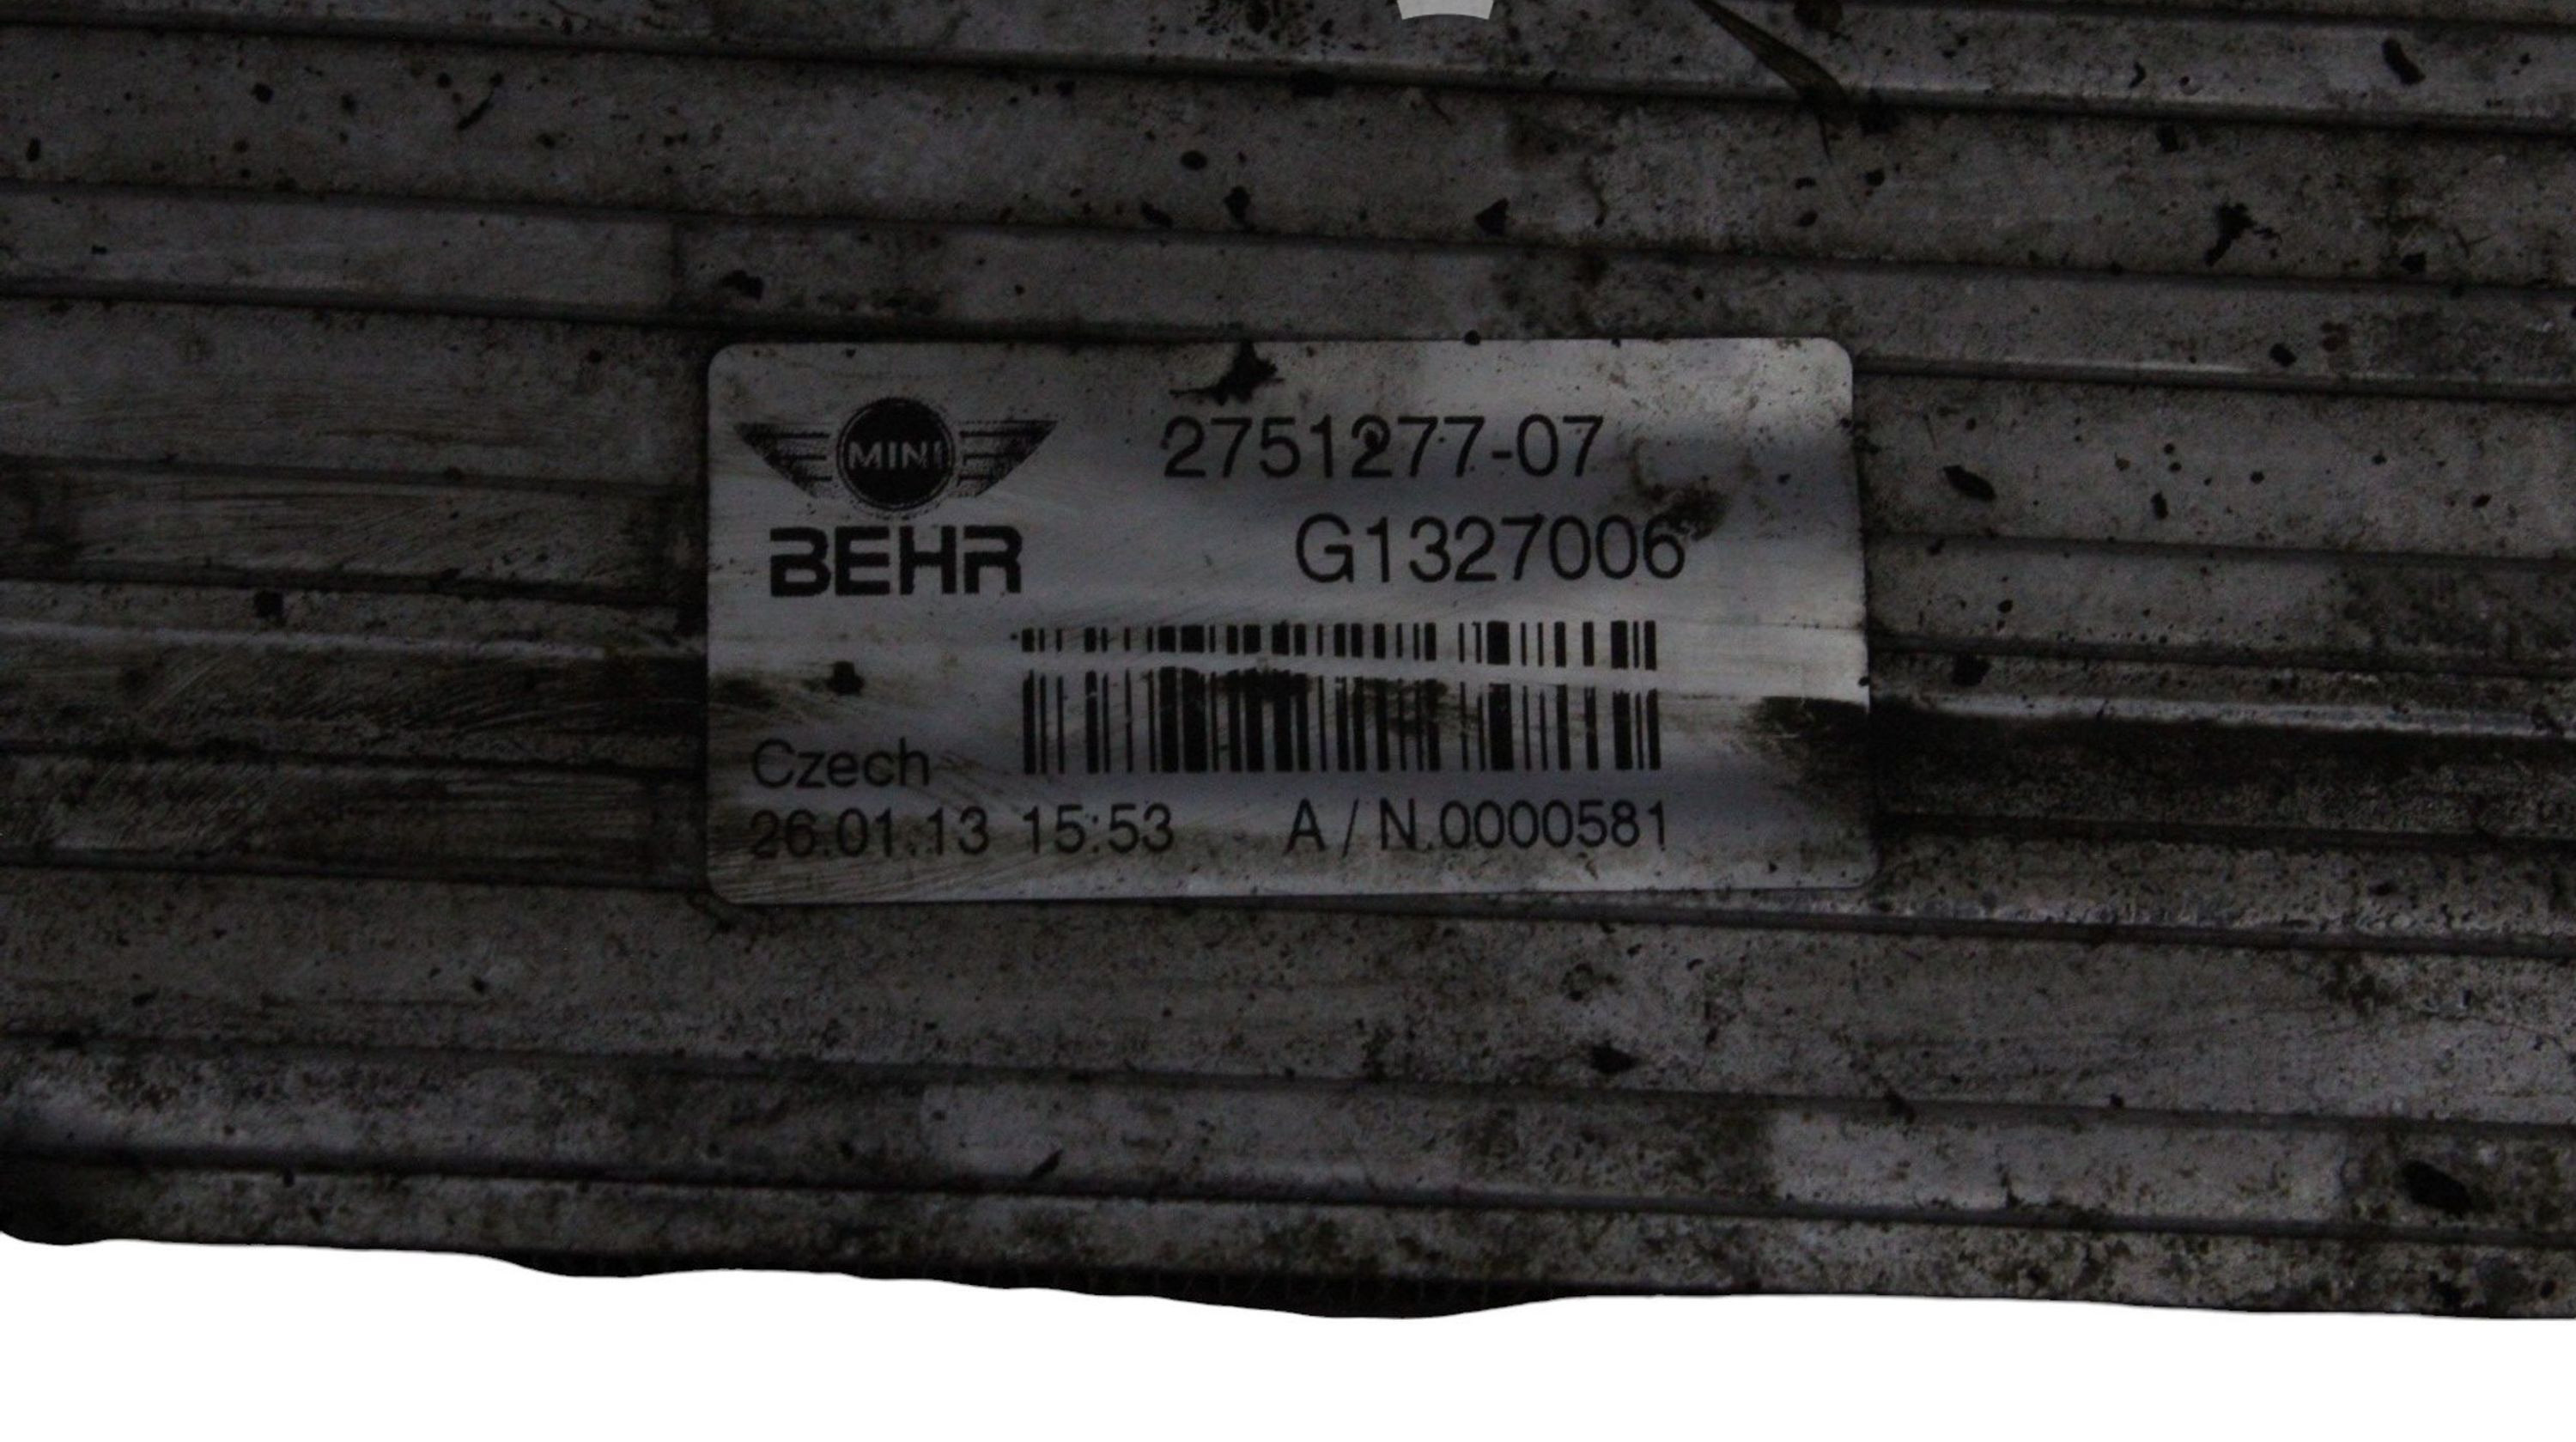 MINI 2751277-07
BEHR G1327006
Czech
26.01.13 15:53 A / N.0000581